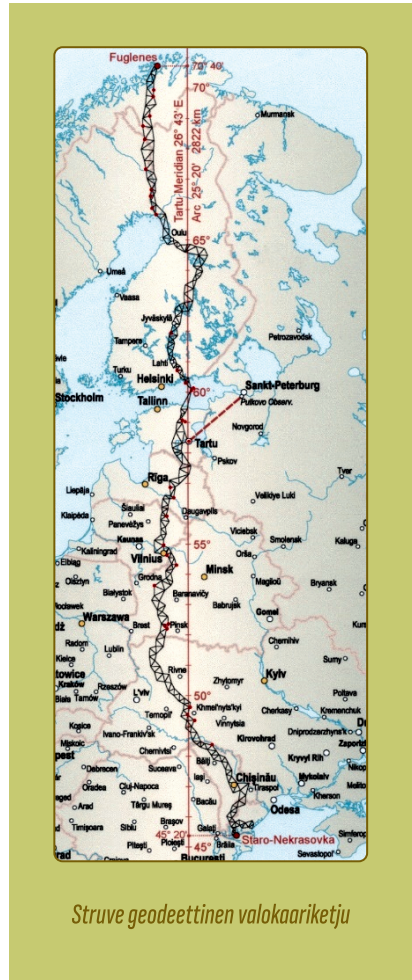 Fuglenes
70° 40'
70°
Murmansk
Tartu Meridian 26° 43' E
Arc 25° 20' 2822 km
Oulu
65°
Umeå
Vaasa
Jyväskylä
Petrozavodsk
Tampere
Turku
Lahti
Helsinki
60°
Sankt-Peterburg
Stockholm
Tallinn
Pulkovo Observ.
Novgorod
Tartu
Pskov
Tver
Rīga
Liepāja
Velikiye Luki
Šiauliai
Daugavpils
Klaipėda
Panevėžys
Viciebsk
Kaunas
55°
Smolensk
Kaluga
Kaliningrad
Vilnius
Orša
Elbląg
Minsk
Olsztyn
Grodna
Maglioŭ
Bryansk
Białystok
Baranavičy
Babrujsk
Włocławek
Gomel
Warszawa
Brest
Pinsk
Radom
Lublin
Chernihiv
Kielce
Rivne
Sumy
Kyiv
Zhytomyr
Kraków
Rzeszów
50°
Tarnów
L'viv
Poltava
Khmel'nyts'kyi
Cherkasy
Kremenchuk
Ternopil'
Vinnytsia
Ivano-Frankivs'k
Kirovohrad
Dniprodzerzhyns'k
Košice
Chernivtsi
Miskolc
Kryvyi Rih
Debrecen
Suceava
Bălți
Oradea
Cluj-Napoca
Iași
Chișinău
Mykolaiv
Tiraspol
Kherson
Arad
Târgu Mureș
Bacău
Odesa
Timișoara
Sibiu
Brașov
Galați
45° 20'
Staro-Nekrasovka
Pitești
Ploiești
Brăila
45°
București
Sevastopol'
Struve geodeettinen valokaariketju